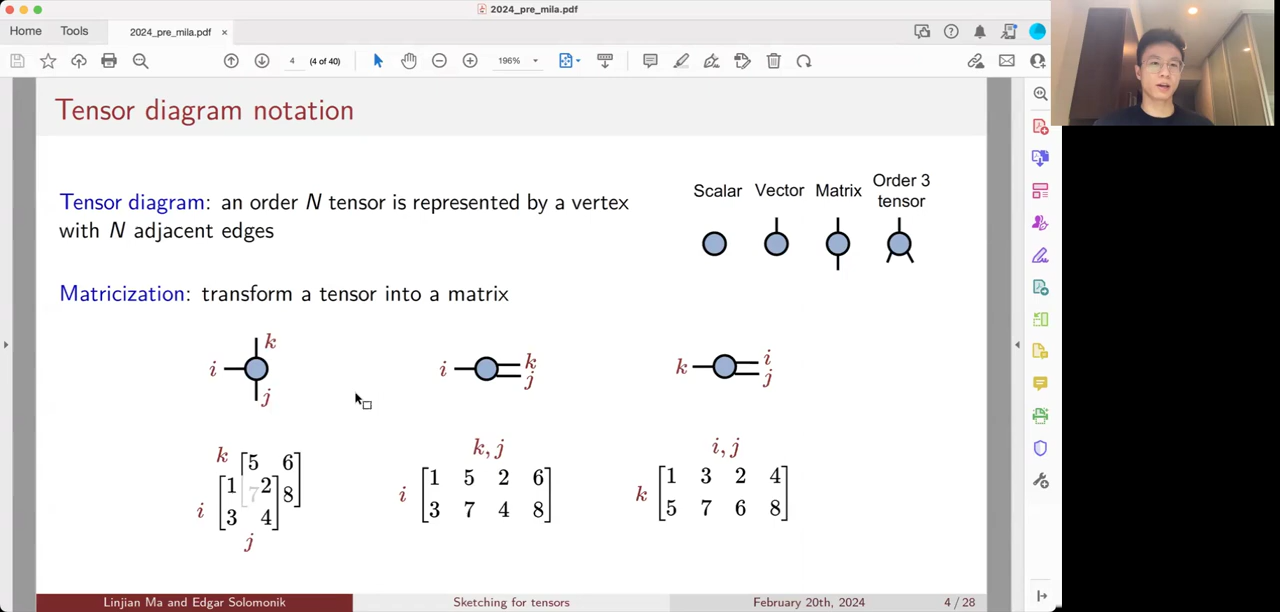 2024_pre_mila.pdf
Home Tools 2024_pre_mila.pdf ×
4 (4 of 40) 196%
Tensor diagram notation
Scalar Vector Matrix Order 3
tensor
Tensor diagram: an order N tensor is represented by a vertex
with N adjacent edges
Matricization: transform a tensor into a matrix
i k j
i k j
k i j
k 5 6
1 2 7 8
i 3 4
j
k, j
i 1 5 2 6
3 7 4 8
i, j
k 1 3 2 4
5 7 6 8
Linjian Ma and Edgar Solomonik Sketching for tensors February 20th, 2024 4 / 28